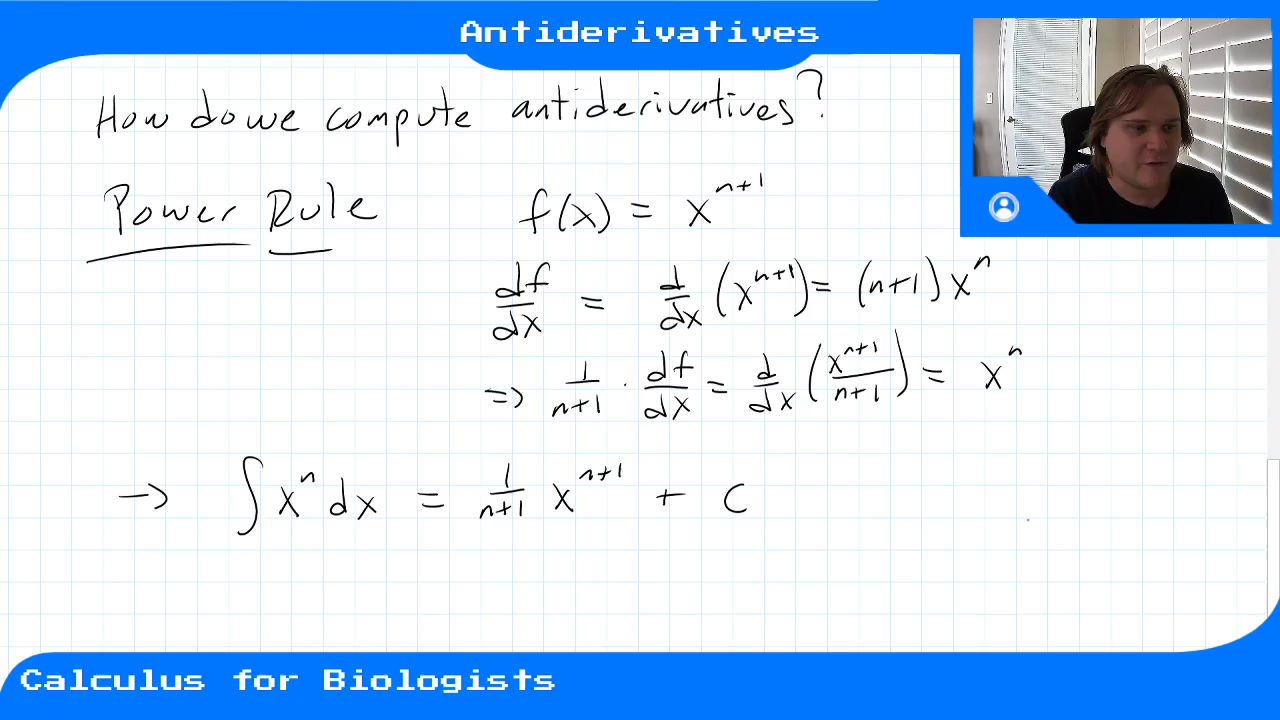 Antiderivatives
How do we compute antiderivatives?
Power Rule
f(x) = x^{n+1}
df/dx = d/dx (x^{n+1}) = (n+1) x^n
=> 1/(n+1) · df/dx = d/dx (x^{n+1}/(n+1)) = x^n
→ ∫ x^n dx = 1/(n+1) x^{n+1} + C
Calculus for Biologists